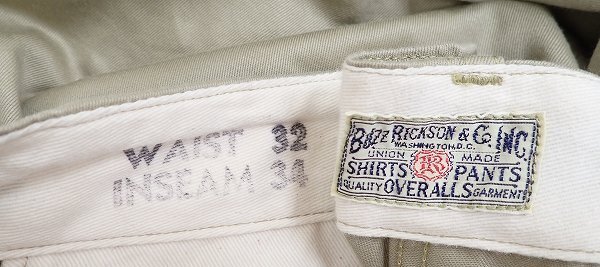 WAIST 32
INSEAM 34
BUZZ RICKSON & CO. INC.
WASHINGTON, D.C.
UNION MADE
SHIRTS PANTS
QUALITY OVERALLS GARMENT